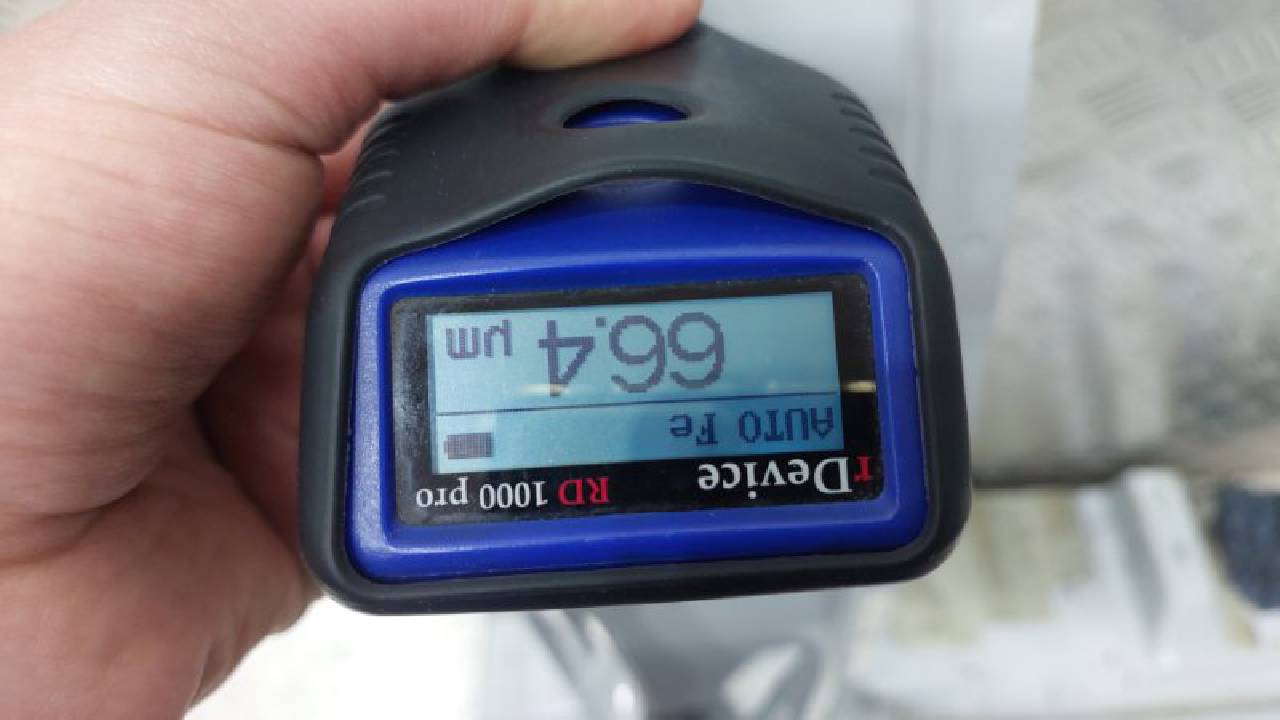 rDevice RD 1000 pro
AUTO Fe
66.4 µm